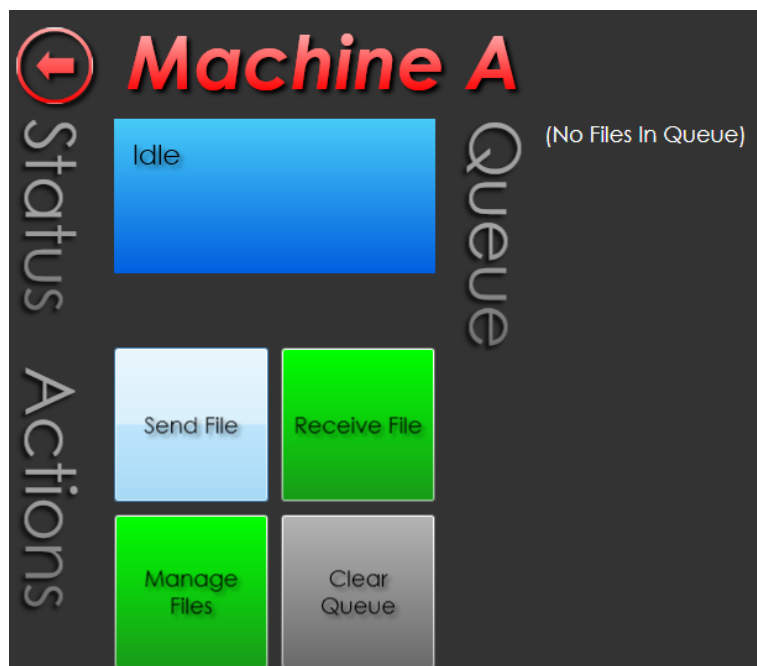 Machine A
Status
Idle
Queue
(No Files In Queue)
Actions
Send File
Receive File
Manage
Files
Clear
Queue